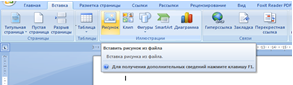 Главная Вставка Разметка страницы Ссылки Рассылки Рецензирование Вид Foxit Reader PDF
Титульная страница Пустая страница Разрыв страницы Таблица Рисунок Клип Фигуры SmartArt Диаграмма Гиперссылка Закладка Перекрестная ссылка
Страницы Таблицы Иллюстрации Связи
Вставить рисунок из файла
Вставка рисунка из файла.
Для получения дополнительных сведений нажмите клавишу F1.